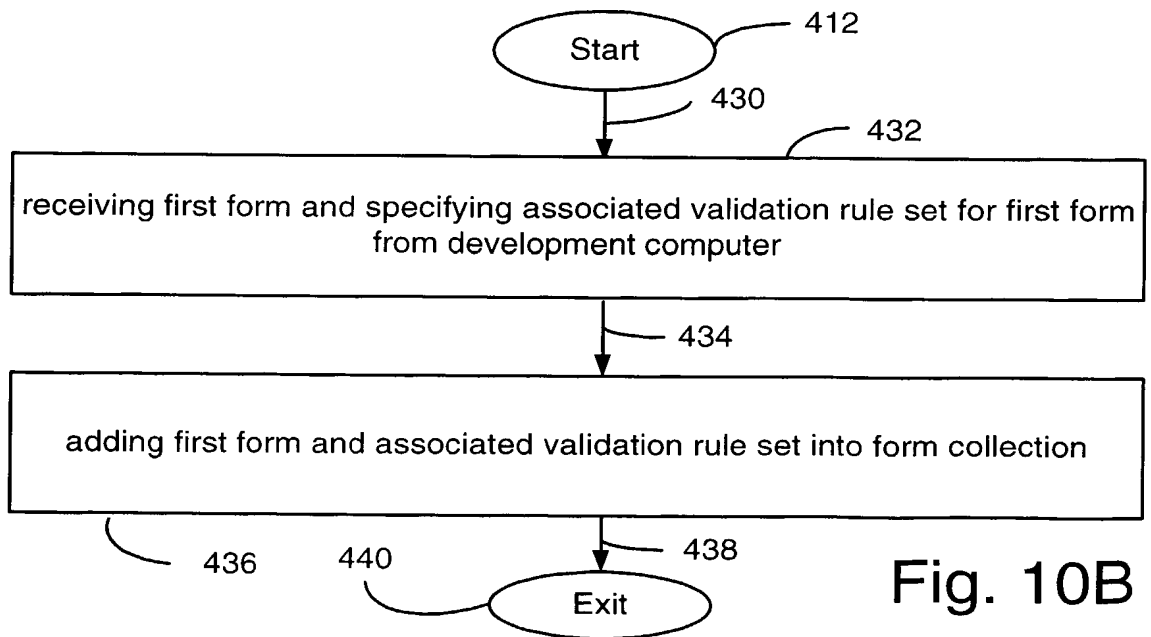 Start
412
430
432
receiving first form and specifying associated validation rule set for first form
from development computer
434
adding first form and associated validation rule set into form collection
436
440
438
Exit
Fig. 10B